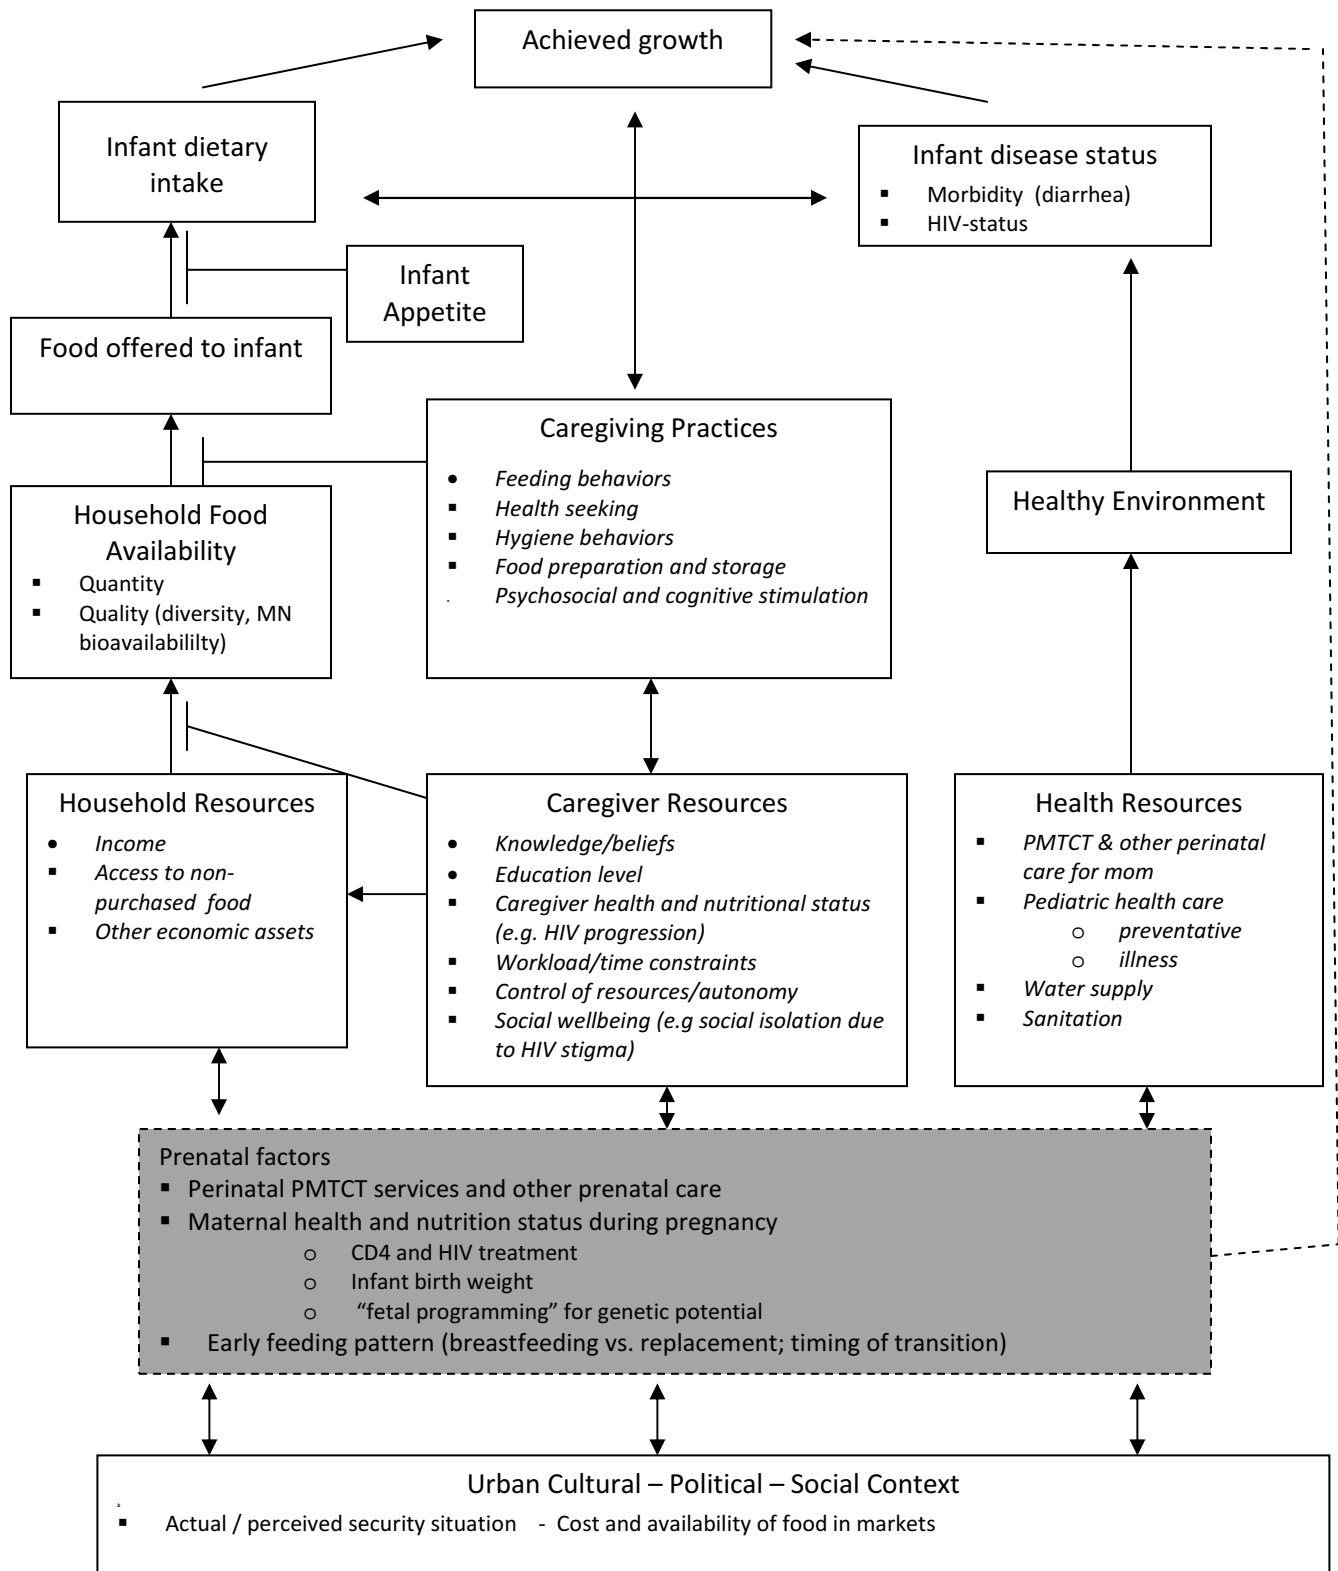 Achieved growth
Infant dietary
intake
Infant disease status
▪ Morbidity (diarrhea)
▪ HIV-status
Infant
Appetite
Food offered to infant
Caregiving Practices
• Feeding behaviors
▪ Health seeking
▪ Hygiene behaviors
▪ Food preparation and storage
. Psychosocial and cognitive stimulation
Healthy Environment
Household Food
Availability
▪ Quantity
▪ Quality (diversity, MN
bioavailabililty)
Household Resources
• Income
▪ Access to non-
purchased food
▪ Other economic assets
Caregiver Resources
• Knowledge/beliefs
• Education level
▪ Caregiver health and nutritional status
(e.g. HIV progression)
▪ Workload/time constraints
▪ Control of resources/autonomy
▪ Social wellbeing (e.g social isolation due
to HIV stigma)
Health Resources
▪ PMTCT & other perinatal
care for mom
▪ Pediatric health care
o preventative
o illness
▪ Water supply
▪ Sanitation
Prenatal factors
▪ Perinatal PMTCT services and other prenatal care
▪ Maternal health and nutrition status during pregnancy
o CD4 and HIV treatment
o Infant birth weight
o “fetal programming” for genetic potential
▪ Early feeding pattern (breastfeeding vs. replacement; timing of transition)
Urban Cultural – Political – Social Context
▪ Actual / perceived security situation - Cost and availability of food in markets